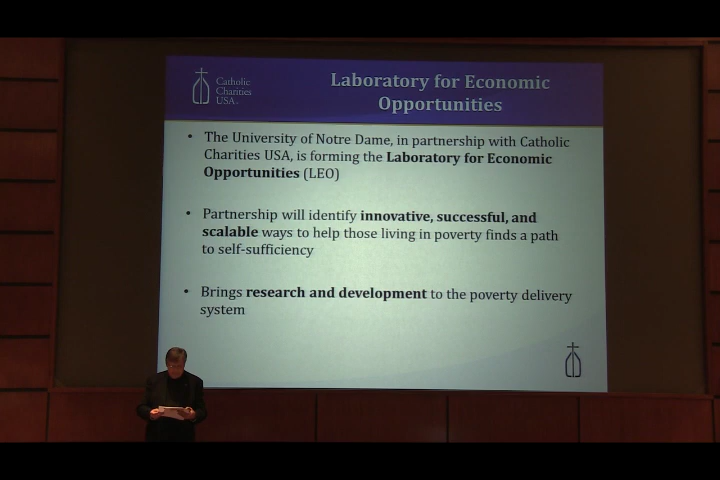 Catholic
Charities
USA
Laboratory for Economic
Opportunities
• The University of Notre Dame, in partnership with Catholic
Charities USA, is forming the Laboratory for Economic
Opportunities (LEO)
• Partnership will identify innovative, successful, and
scalable ways to help those living in poverty finds a path
to self-sufficiency
• Brings research and development to the poverty delivery
system